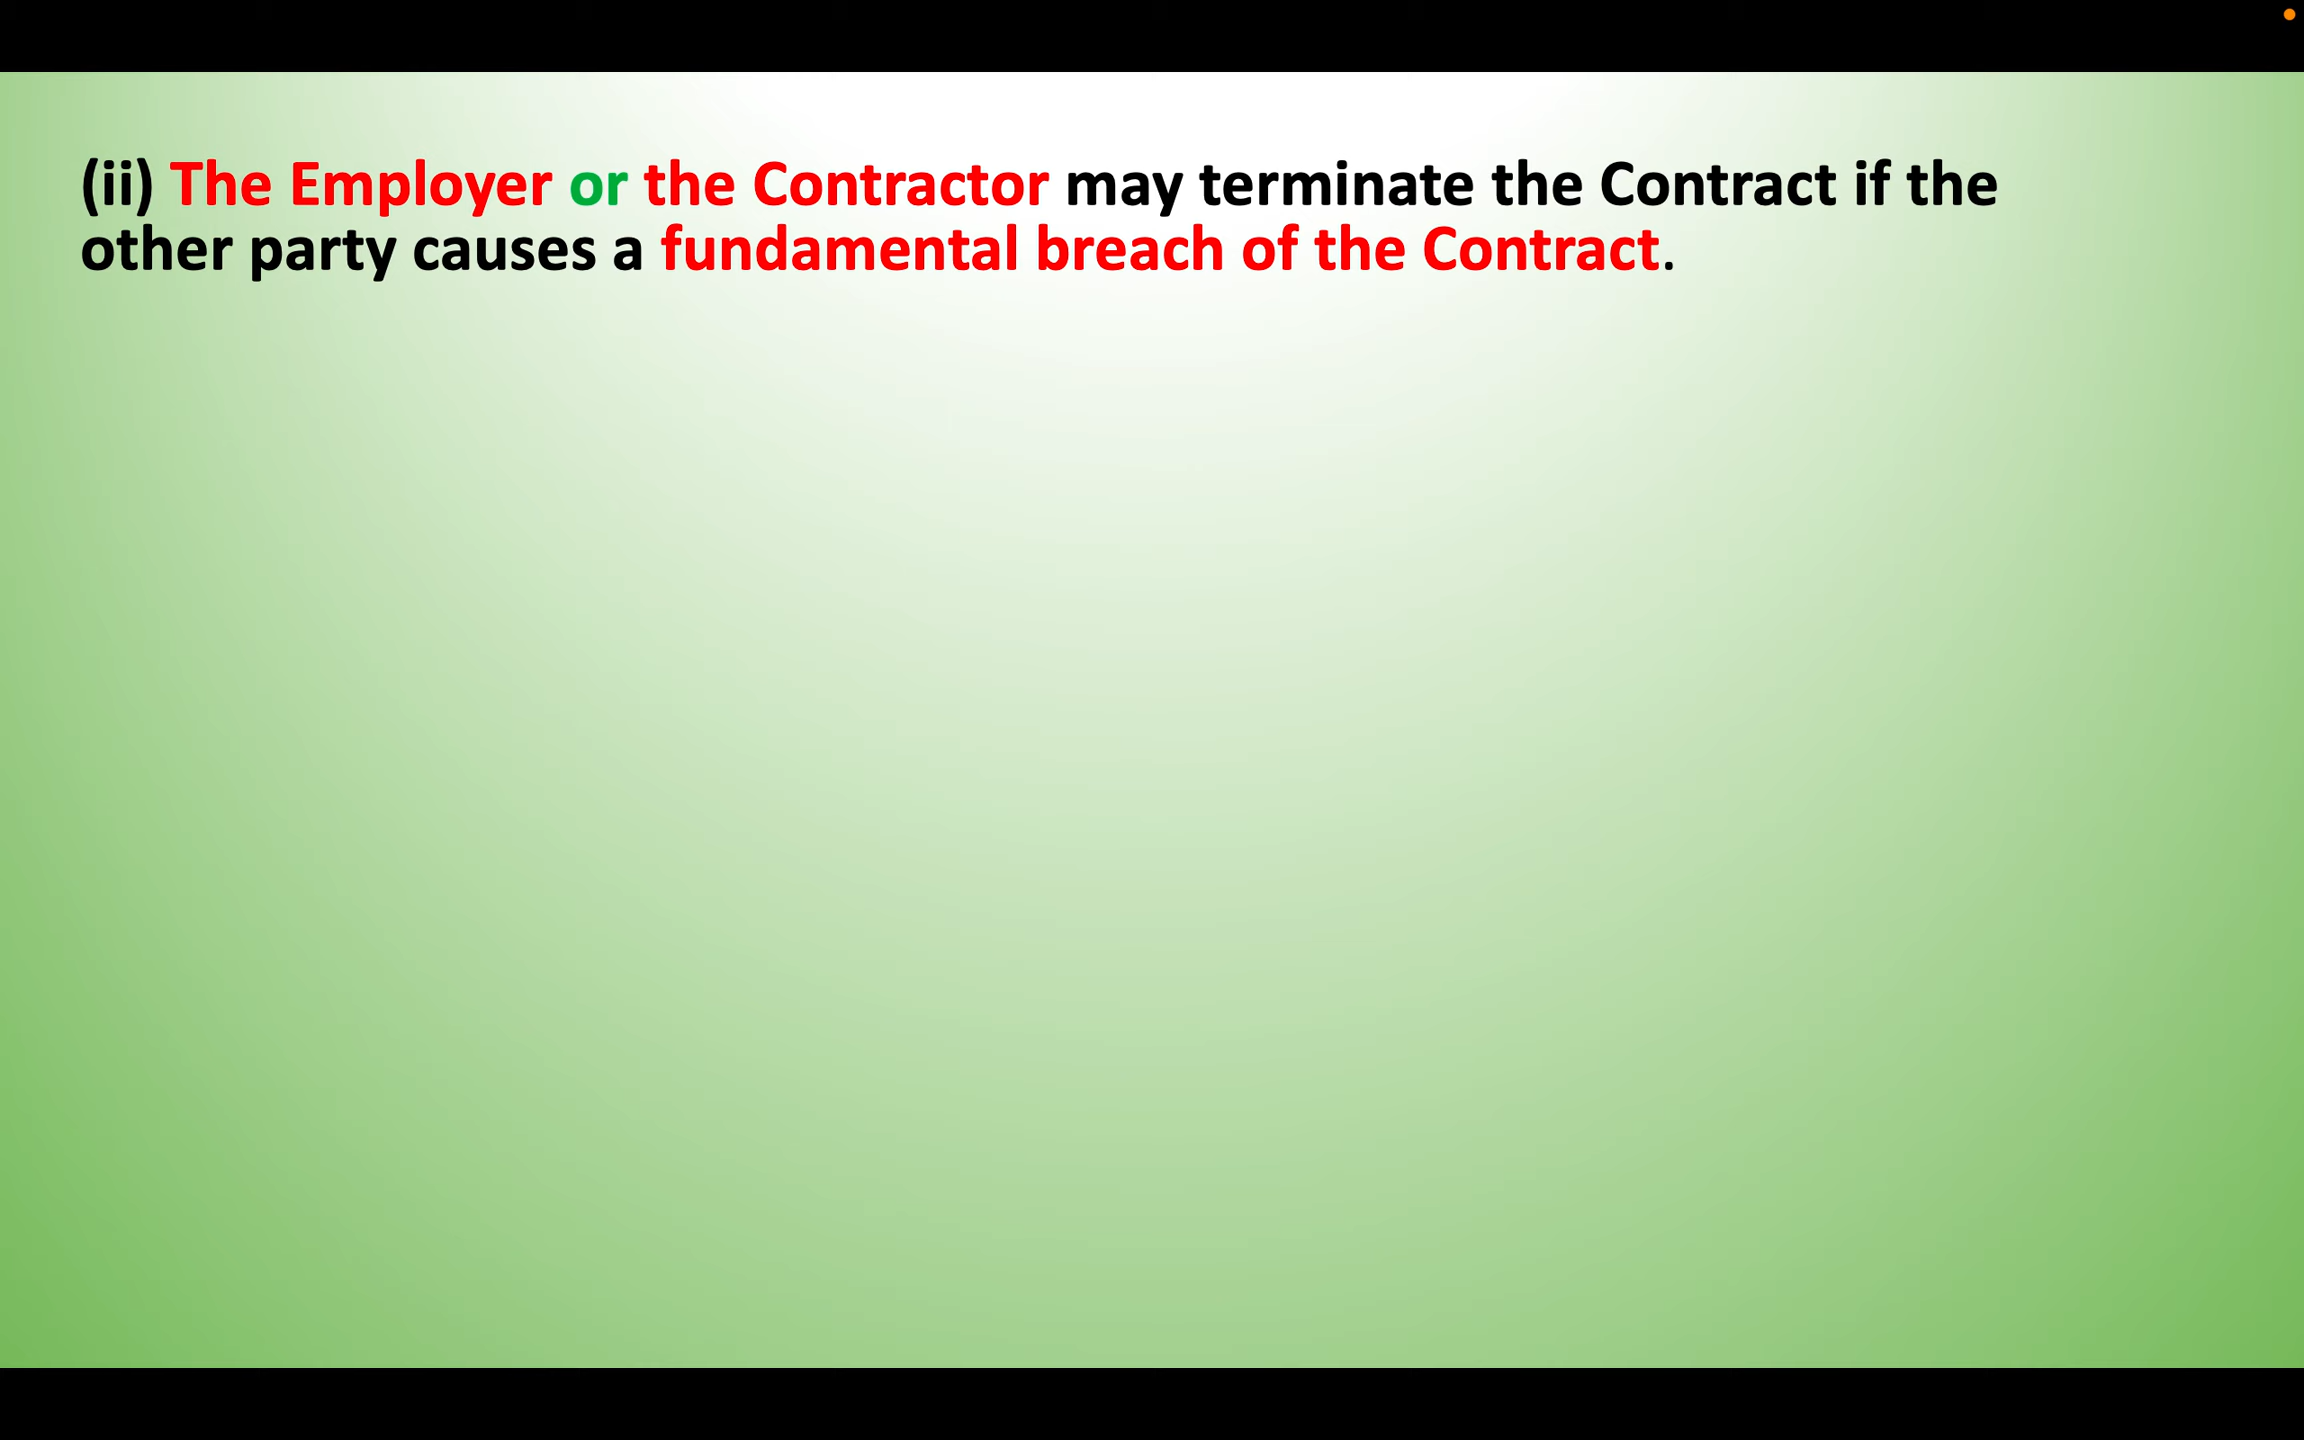 (ii) The Employer or the Contractor may terminate the Contract if the
other party causes a fundamental breach of the Contract.